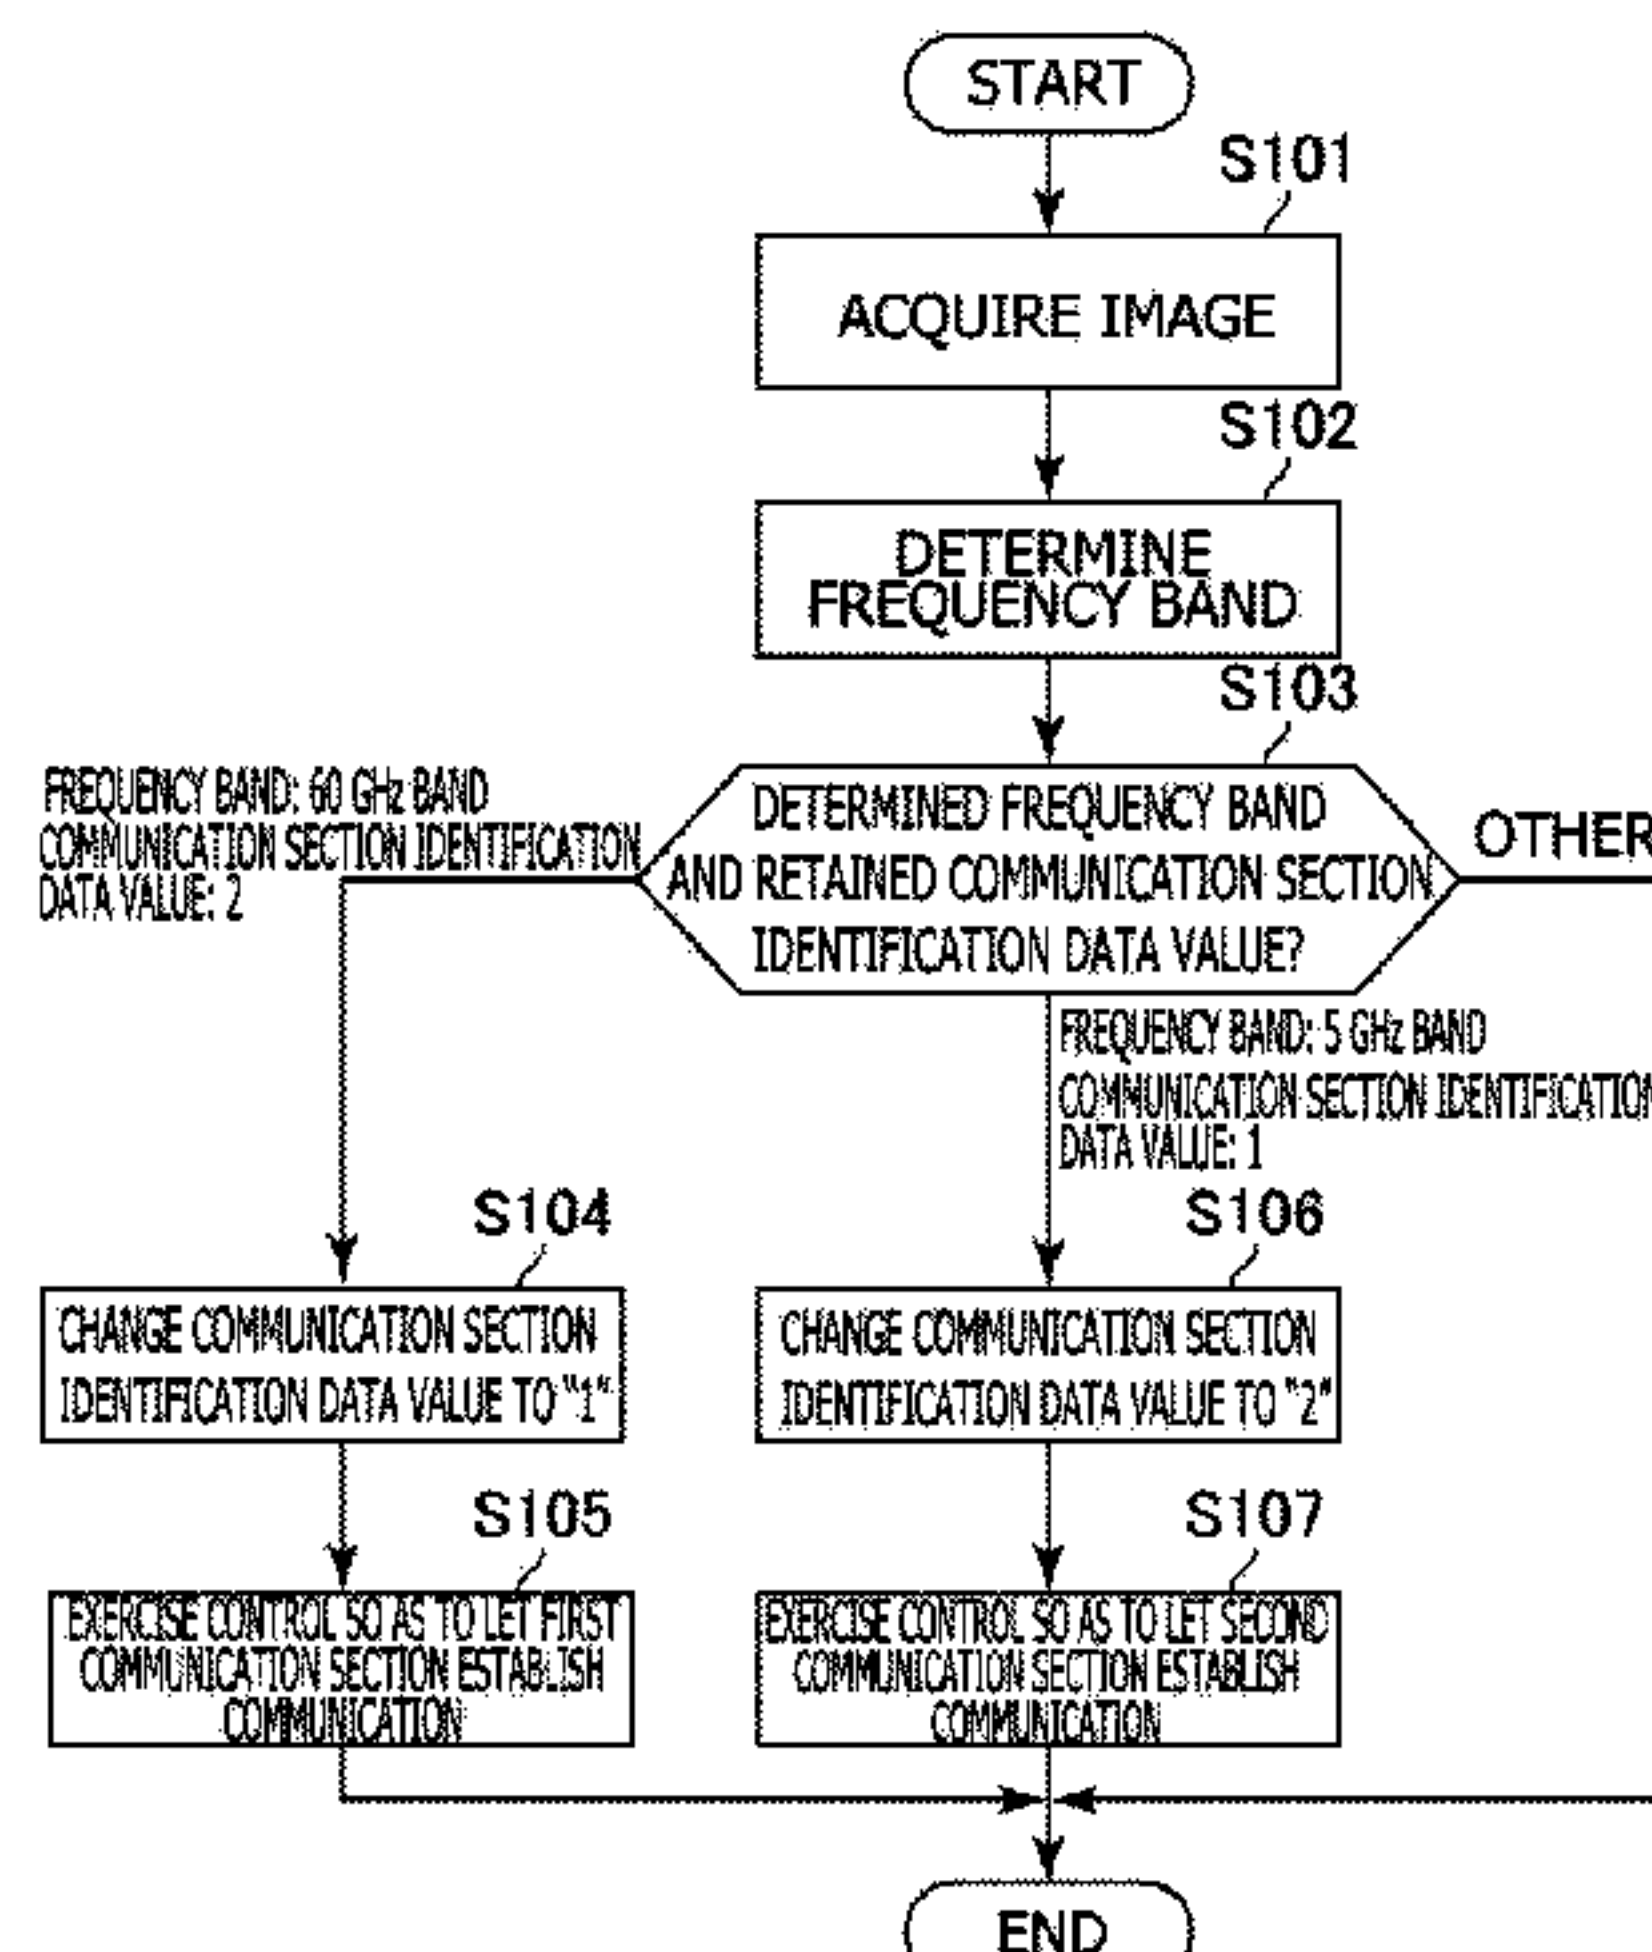 START
S101
ACQUIRE IMAGE
S102
DETERMINE
FREQUENCY BAND
S103
DETERMINED FREQUENCY BAND
AND RETAINED COMMUNICATION SECTION
IDENTIFICATION DATA VALUE?
FREQUENCY BAND: 60 GHz BAND
COMMUNICATION SECTION IDENTIFICATION
DATA VALUE: 2
OTHER
FREQUENCY BAND: 5 GHz BAND
COMMUNICATION SECTION IDENTIFICATION
DATA VALUE: 1
S104
CHANGE COMMUNICATION SECTION
IDENTIFICATION DATA VALUE TO "1"
S106
CHANGE COMMUNICATION SECTION
IDENTIFICATION DATA VALUE TO "2"
S105
EXERCISE CONTROL SO AS TO LET FIRST
COMMUNICATION SECTION ESTABLISH
COMMUNICATION
S107
EXERCISE CONTROL SO AS TO LET SECOND
COMMUNICATION SECTION ESTABLISH
COMMUNICATION
END